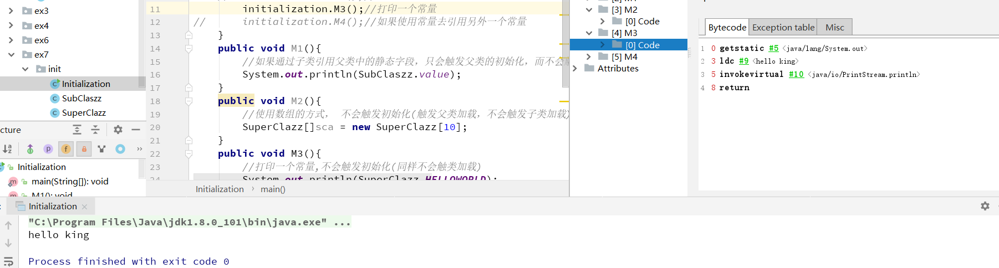 ex3
ex4
ex6
ex7
init
Initialization
SubClaszz
SuperClazz
cture
Initialization
main(String[]): void
M1(): void
11 initialization.M3();//打印一个常量
12 // initialization.M4();//如果使用常量去引用另外一个常量
13 }
14 public void M1(){
15 //如果通过子类引用父类中的静态字段，只会触发父类的初始化，而不会
16 System.out.println(SubClaszz.value);
17 }
18 public void M2(){
19 //使用数组的方式， 不会触发初始化(触发父类加载，不会触发子类加载)
20 SuperClazz[]sca = new SuperClazz[10];
21 }
22 public void M3(){
23 //打印一个常量,不会触发初始化(同样不会触类加载)
24 System.out.println(SuperClazz.HELLOWORLD);
Initialization › main()
[3] M2
[0] Code
[4] M3
[0] Code
[5] M4
Attributes
Bytecode Exception table Misc
1 0 getstatic #5 <java/lang/System.out>
2 3 ldc #9 <hello king>
3 5 invokevirtual #10 <java/io/PrintStream.println>
4 8 return
Initialization ×
"C:\Program Files\Java\jdk1.8.0_101\bin\java.exe" ...
hello king
Process finished with exit code 0